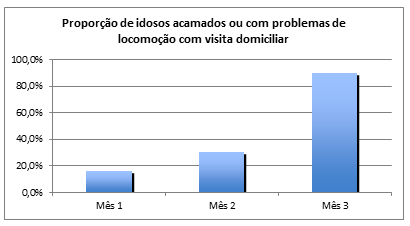 Proporção de idosos acamados ou com problemas de
locomoção com visita domiciliar
100,0%
80,0%
60,0%
40,0%
20,0%
0,0%
Mês 1
Mês 2
Mês 3